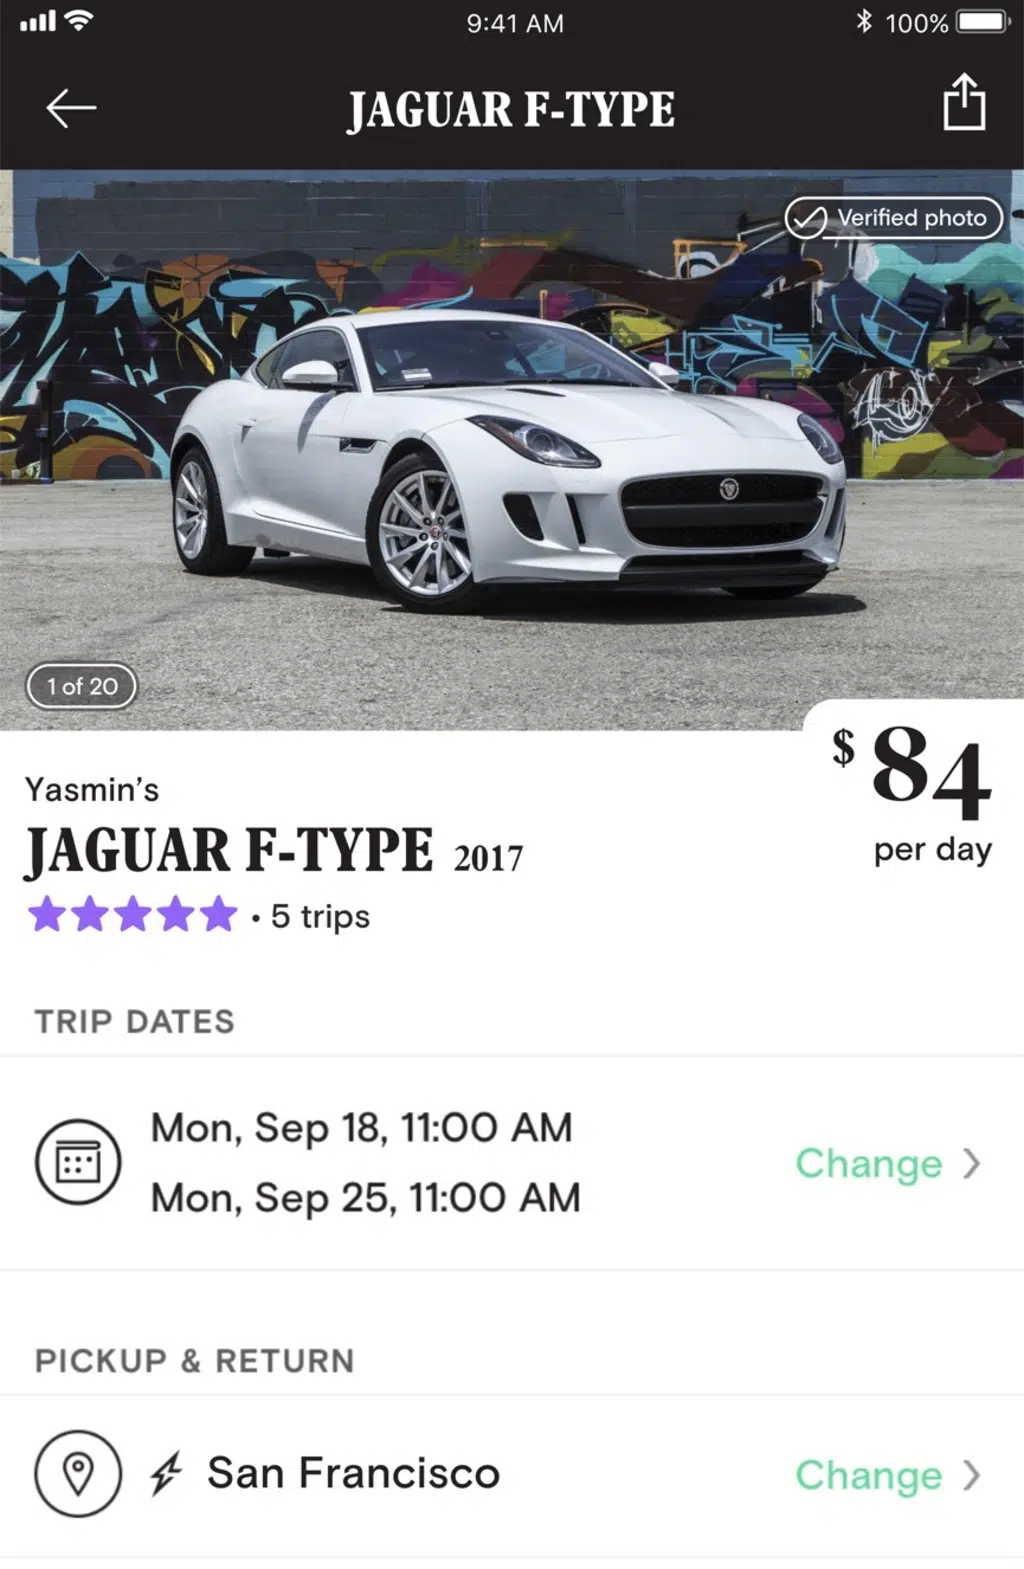 9:41 AM
100%
JAGUAR F-TYPE
Verified photo
1 of 20
$84
per day
Yasmin's
JAGUAR F-TYPE 2017
• 5 trips
TRIP DATES
Mon, Sep 18, 11:00 AM
Mon, Sep 25, 11:00 AM
Change
PICKUP & RETURN
San Francisco
Change